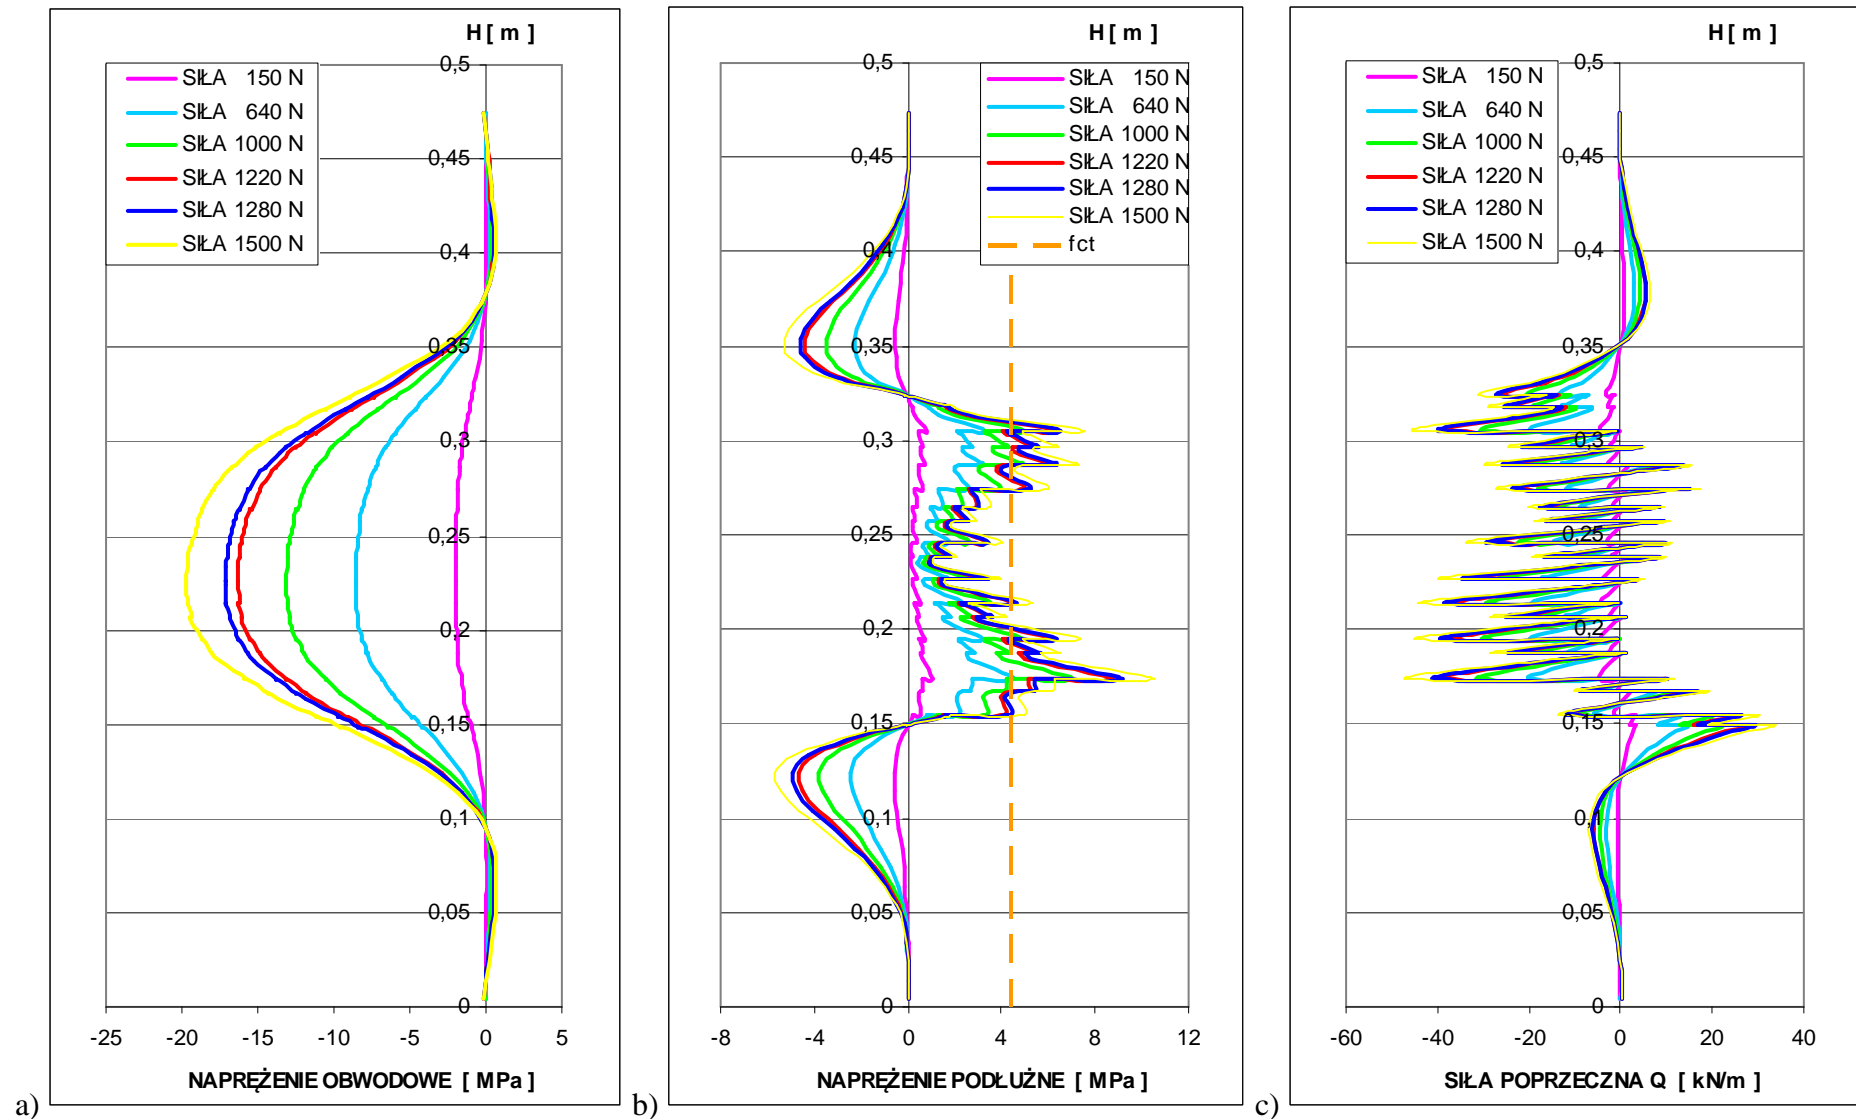 H [ m ]
0,5
0,45
0,4
0,35
0,3
0,25
0,2
0,15
0,1
0,05
0
SIŁA 150 N
SIŁA 640 N
SIŁA 1000 N
SIŁA 1220 N
SIŁA 1280 N
SIŁA 1500 N
-25 -20 -15 -10 -5 0 5
NAPRĘŻENIE OBWODOWE [ MPa ]
a)
H [ m ]
0,5
0,45
0,4
0,35
0,3
0,25
0,2
0,15
0,1
0,05
0
SIŁA 150 N
SIŁA 640 N
SIŁA 1000 N
SIŁA 1220 N
SIŁA 1280 N
SIŁA 1500 N
fct
-8 -4 0 4 8 12
NAPRĘŻENIE PODŁUŻNE [ MPa ]
b)
H [ m ]
0,5
0,45
0,4
0,35
0,3
0,25
0,2
0,15
0,1
0,05
0
SIŁA 150 N
SIŁA 640 N
SIŁA 1000 N
SIŁA 1220 N
SIŁA 1280 N
SIŁA 1500 N
-60 -40 -20 0 20 40
SIŁA POPRZECZNA Q [ kN/m ]
c)